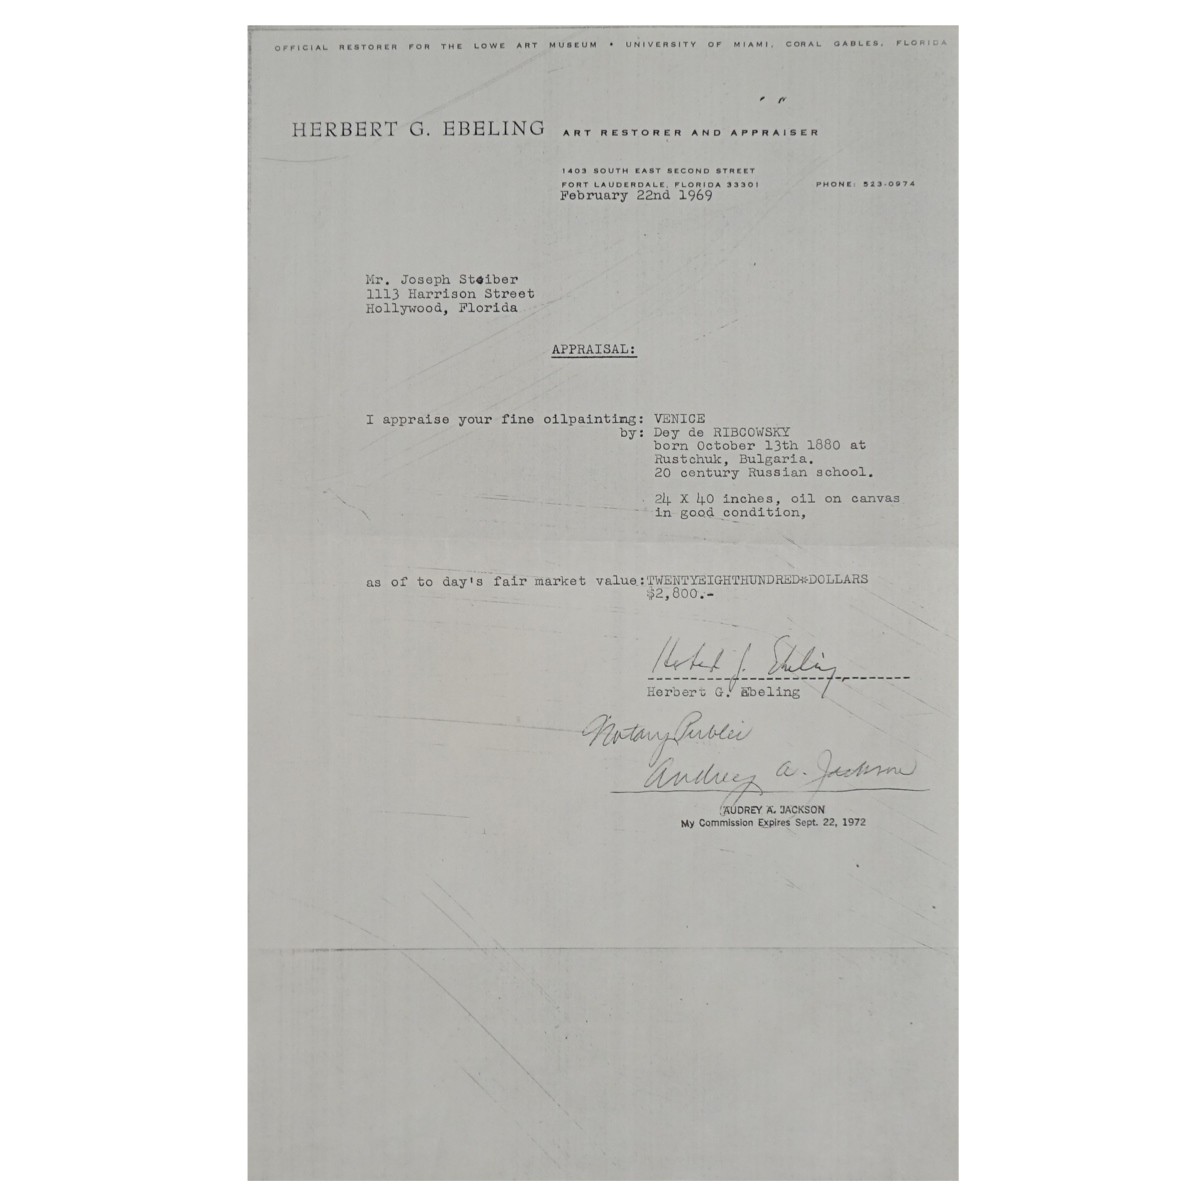 OFFICIAL RESTORER FOR THE LOWE ART MUSEUM • UNIVERSITY OF MIAMI, CORAL GABLES, FLORIDA
HERBERT G. EBELING ART RESTORER AND APPRAISER
1403 SOUTH EAST SECOND STREET
FORT LAUDERDALE, FLORIDA 33301 PHONE: 523-0974
February 22nd 1969
Mr. Joseph Steiber
1113 Harrison Street
Hollywood, Florida
APPRAISAL:
I appraise your fine oilpainting: VENICE
by: Dey de RIBCOWSKY
born October 13th 1880 at
Rustchuk, Bulgaria.
20 century Russian school.
24 X 40 inches, oil on canvas
in good condition,
as of to day's fair market value:TWENTYEIGHTHUNDRED*DOLLARS
$2,800.-
Herbert G. Ebeling
Herbert G. Ebeling
Notary Public
Audrey A. Jackson
AUDREY A. JACKSON
My Commission Expires Sept. 22, 1972